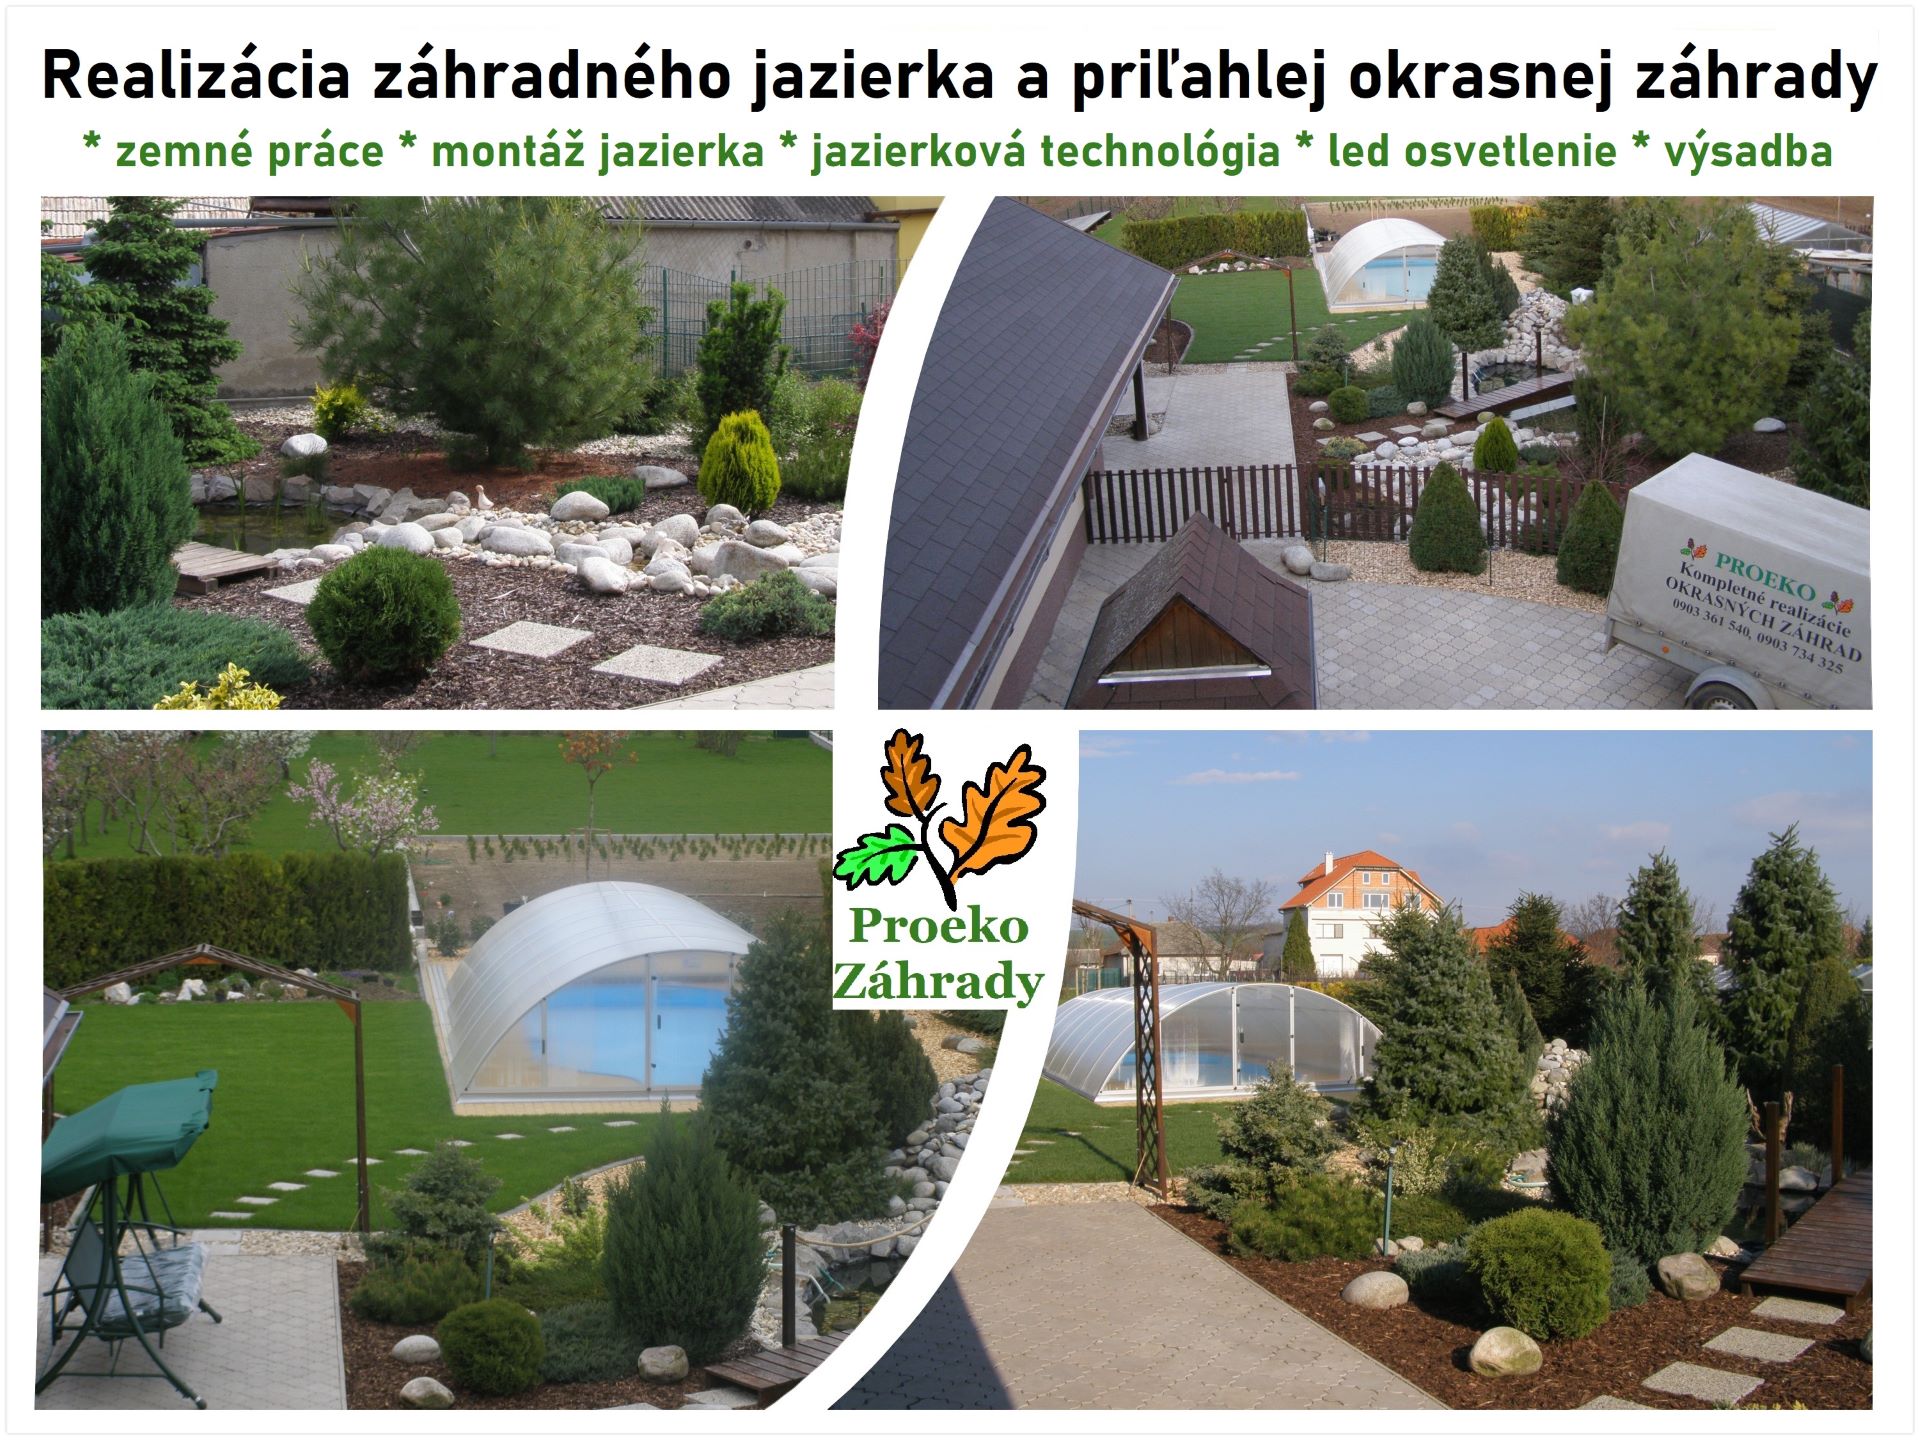 Realizácia záhradného jazierka a priľahlej okrasnej záhrady
* zemné práce * montáž jazierka * jazierková technológia * led osvetlenie * výsadba
PROEKO
Kompletné realizácie
OKRASNÝCH ZÁHRAD
0903 361 540, 0903 734 325
Proeko
Záhrady